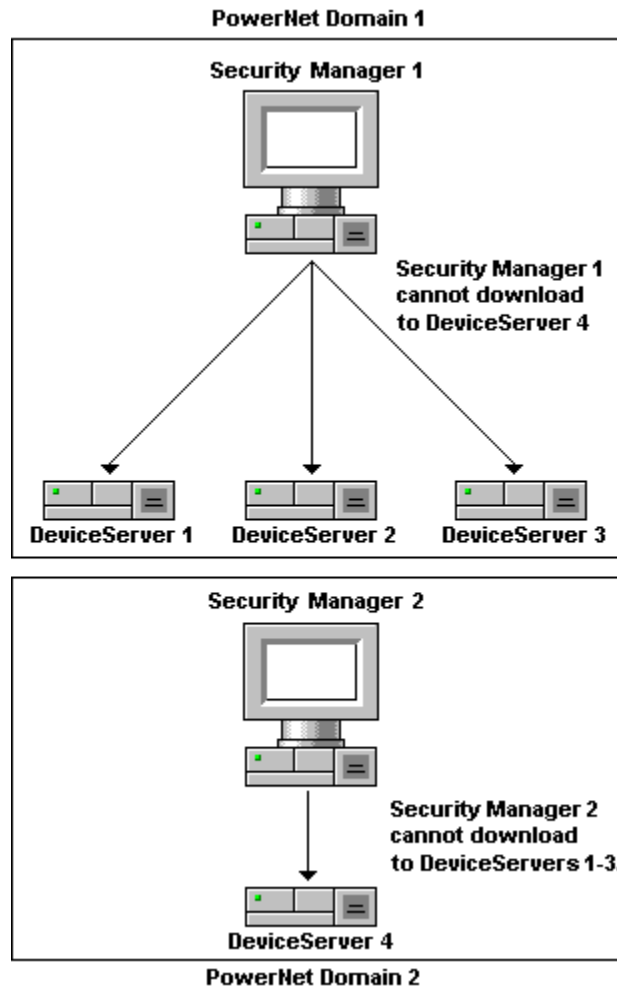 PowerNet Domain 1
Security Manager 1
Security Manager 1
cannot download
to DeviceServer 4
DeviceServer 1
DeviceServer 2
DeviceServer 3
Security Manager 2
Security Manager 2
cannot download
to DeviceServers 1-3.
DeviceServer 4
PowerNet Domain 2